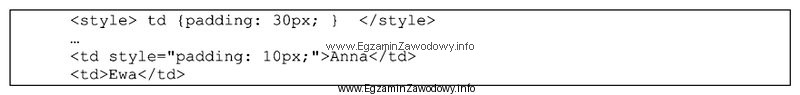 <style> td {padding: 30px; }  </style>
…
www.EgzaminZawodowy.info
<td style="padding: 10px;">Anna</td>
<td>Ewa</td>
www.EgzaminZawodowy.info